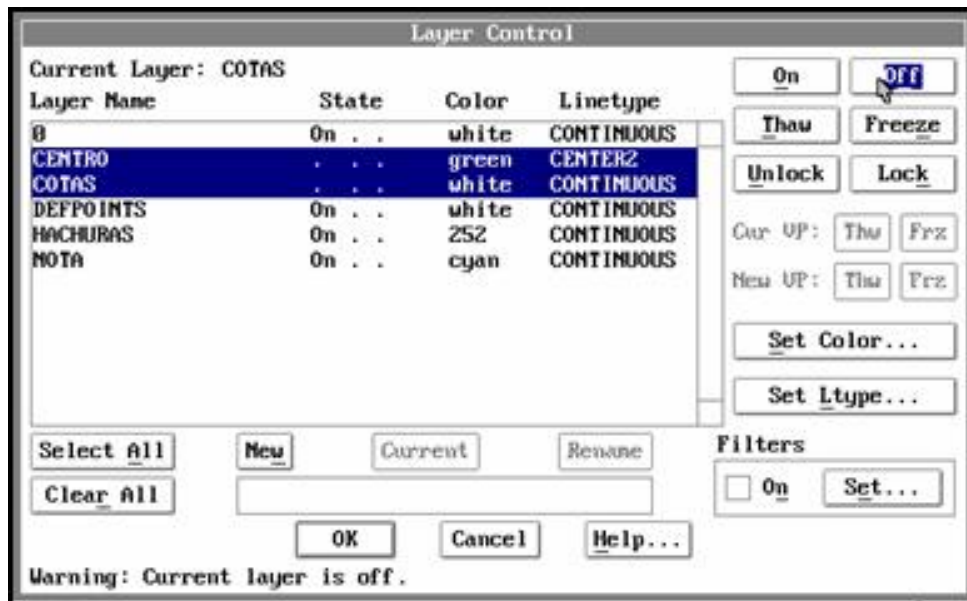 Layer Control
Current Layer: COTAS
Layer Name State Color Linetype
0 On . . white CONTINUOUS
CENTRO . . . green CENTER2
COTAS . . . white CONTINUOUS
DEFPOINTS On . . white CONTINUOUS
HACHURAS On . . 252 CONTINUOUS
NOTA On . . cyan CONTINUOUS
On Off
Thaw Freeze
Unlock Lock
Cur VP: Thw Frz
New VP: Thw Frz
Set Color...
Set Ltype...
Select All New Current Rename
Clear All
Filters
On Set...
OK Cancel Help...
Warning: Current layer is off.